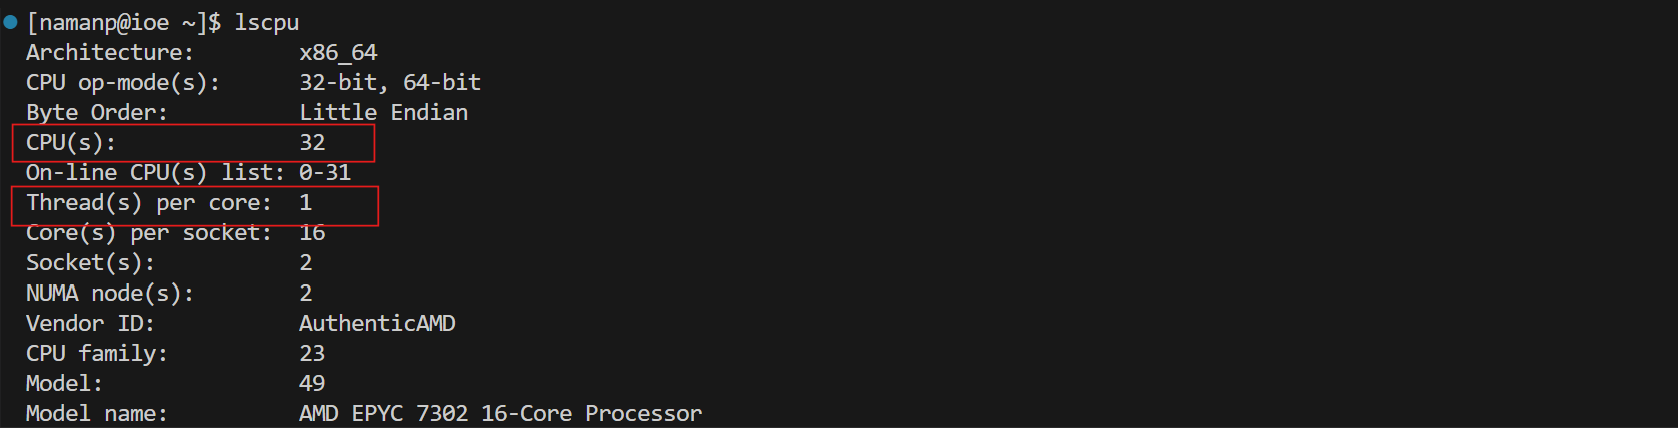 [namanp@ioe ~]$ lscpu
Architecture: x86_64
CPU op-mode(s): 32-bit, 64-bit
Byte Order: Little Endian
CPU(s): 32
On-line CPU(s) list: 0-31
Thread(s) per core: 1
Core(s) per socket: 16
Socket(s): 2
NUMA node(s): 2
Vendor ID: AuthenticAMD
CPU family: 23
Model: 49
Model name: AMD EPYC 7302 16-Core Processor